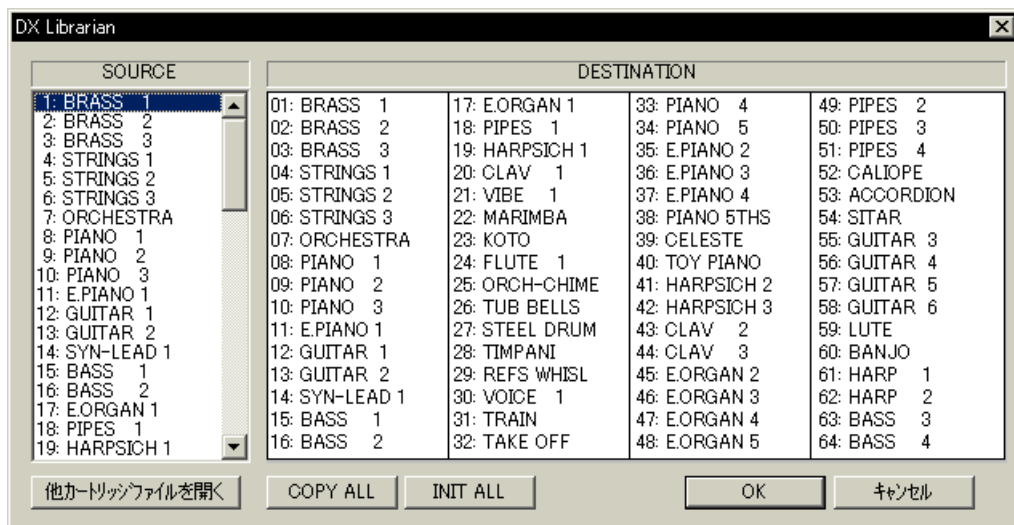 DX Librarian
SOURCE
1: BRASS 1
2: BRASS 2
3: BRASS 3
4: STRINGS 1
5: STRINGS 2
6: STRINGS 3
7: ORCHESTRA
8: PIANO 1
9: PIANO 2
10: PIANO 3
11: E.PIANO 1
12: GUITAR 1
13: GUITAR 2
14: SYN-LEAD 1
15: BASS 1
16: BASS 2
17: E.ORGAN 1
18: PIPES 1
19: HARPSICH 1
DESTINATION
01: BRASS 1
02: BRASS 2
03: BRASS 3
04: STRINGS 1
05: STRINGS 2
06: STRINGS 3
07: ORCHESTRA
08: PIANO 1
09: PIANO 2
10: PIANO 3
11: E.PIANO 1
12: GUITAR 1
13: GUITAR 2
14: SYN-LEAD 1
15: BASS 1
16: BASS 2
17: E.ORGAN 1
18: PIPES 1
19: HARPSICH 1
20: CLAV 1
21: VIBE 1
22: MARIMBA
23: KOTO
24: FLUTE 1
25: ORCH-CHIME
26: TUB BELLS
27: STEEL DRUM
28: TIMPANI
29: REFS WHISL
30: VOICE 1
31: TRAIN
32: TAKE OFF
33: PIANO 4
34: PIANO 5
35: E.PIANO 2
36: E.PIANO 3
37: E.PIANO 4
38: PIANO 5THS
39: CELESTE
40: TOY PIANO
41: HARPSICH 2
42: HARPSICH 3
43: CLAV 2
44: CLAV 3
45: E.ORGAN 2
46: E.ORGAN 3
47: E.ORGAN 4
48: E.ORGAN 5
49: PIPES 2
50: PIPES 3
51: PIPES 4
52: CALIOPE
53: ACCORDION
54: SITAR
55: GUITAR 3
56: GUITAR 4
57: GUITAR 5
58: GUITAR 6
59: LUTE
60: BANJO
61: HARP 1
62: HARP 2
63: BASS 3
64: BASS 4
他ｶｰﾄﾘｯｼﾞﾌｧｲﾙを開く
COPY ALL
INIT ALL
OK
ｷｬﾝｾﾙ